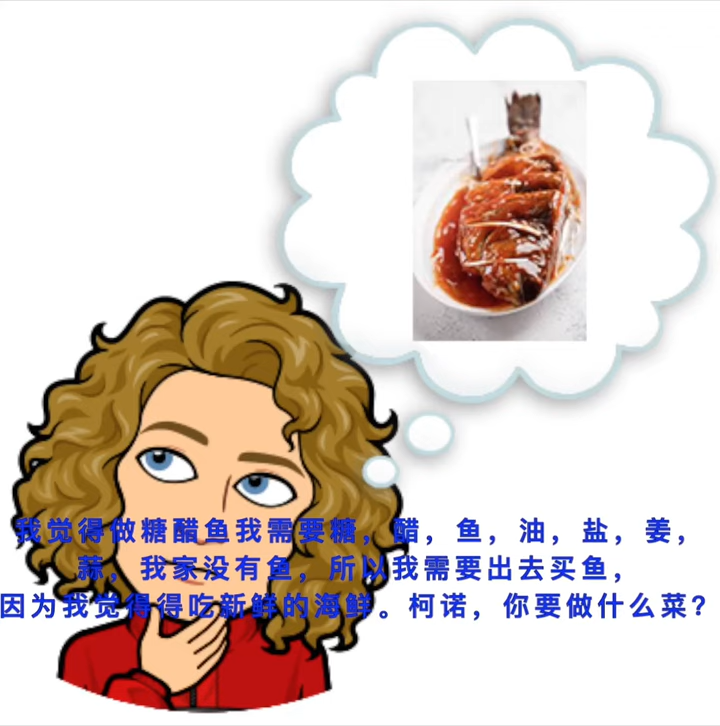 我觉得做糖醋鱼我需要糖，醋，鱼，油，盐，姜，
蒜，我家没有鱼，所以我需要出去买鱼，
因为我觉得得吃新鲜的海鲜。柯诺，你要做什么菜?